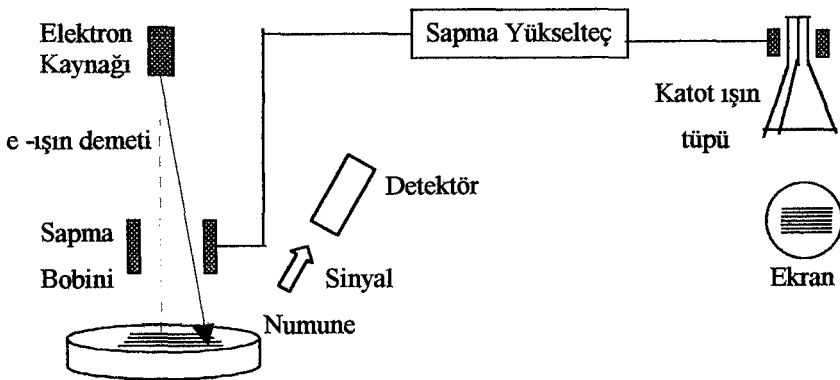 Elektron
Kaynağı
Sapma Yükselteç
Katot ışın
tüpü
e -ışın demeti
Detektör
Sapma
Bobini
Sinyal
Ekran
Numune